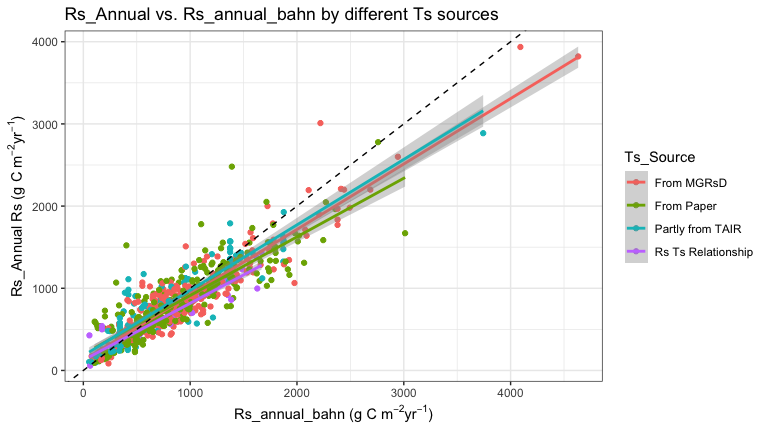 Rs_Annual vs. Rs_annual_bahn by different Ts sources
Rs_Annual Rs (g C m−2yr−1)
4000
3000
2000
1000
0
0 1000 2000 3000 4000
Rs_annual_bahn (g C m−2yr−1)
Ts_Source
From MGRsD
From Paper
Partly from TAIR
Rs Ts Relationship